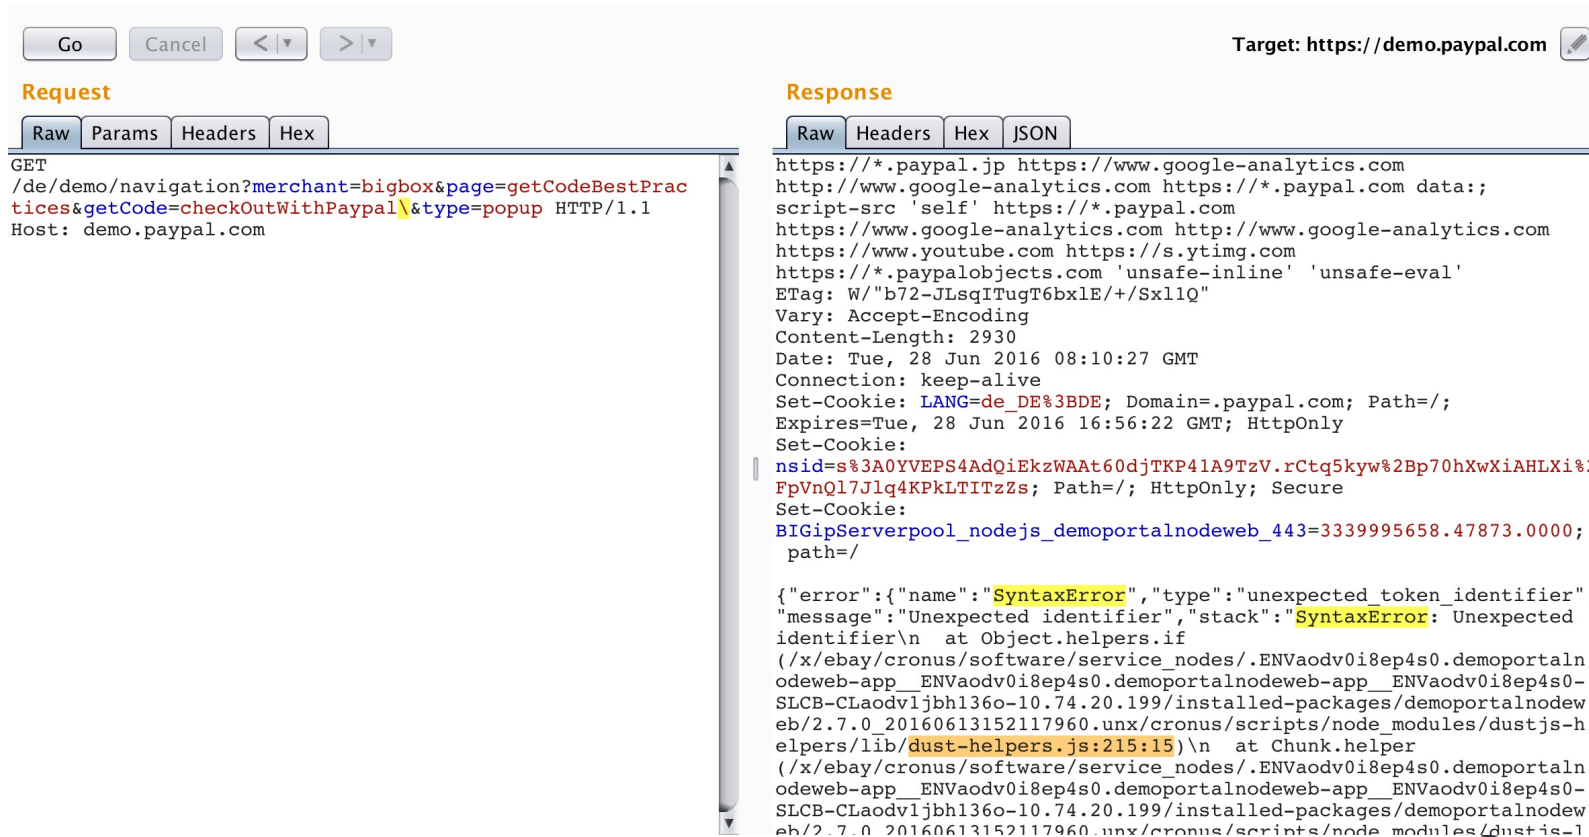 Go
Cancel
< | ▼
> | ▼
Target: https://demo.paypal.com
Request
Raw
Params
Headers
Hex
GET
/de/demo/navigation?merchant=bigbox&page=getCodeBestPrac
tices&getCode=checkOutWithPaypal\&type=popup HTTP/1.1
Host: demo.paypal.com
Response
Raw
Headers
Hex
JSON
https://*.paypal.jp https://www.google-analytics.com
http://www.google-analytics.com https://*.paypal.com data:;
script-src 'self' https://*.paypal.com
https://www.google-analytics.com http://www.google-analytics.com
https://www.youtube.com https://s.ytimg.com
https://*.paypalobjects.com 'unsafe-inline' 'unsafe-eval'
ETag: W/"b72-JLsqITugT6bxlE/+/Sxl1Q"
Vary: Accept-Encoding
Content-Length: 2930
Date: Tue, 28 Jun 2016 08:10:27 GMT
Connection: keep-alive
Set-Cookie: LANG=de_DE%3BDE; Domain=.paypal.com; Path=/;
Expires=Tue, 28 Jun 2016 16:56:22 GMT; HttpOnly
Set-Cookie:
nsid=s%3A0YVEPS4AdQiEkzWAAt60djTKP41A9TzV.rCtq5kyw%2Bp70hXwXiAHLXi%2
FpVnQl7Jlq4KPkLTITzZs; Path=/; HttpOnly; Secure
Set-Cookie:
BIGipServerpool_nodejs_demoportalnodeweb_443=3339995658.47873.0000;
path=/
{"error":{"name":"SyntaxError","type":"unexpected_token_identifier"
"message":"Unexpected identifier","stack":"SyntaxError: Unexpected
identifier\n  at Object.helpers.if
(/x/ebay/cronus/software/service_nodes/.ENVaodv0i8ep4s0.demoportaln
odeweb-app__ENVaodv0i8ep4s0.demoportalnodeweb-app__ENVaodv0i8ep4s0-
SLCB-CLaodv1jbh136o-10.74.20.199/installed-packages/demoportalnodew
eb/2.7.0_20160613152117960.unx/cronus/scripts/node_modules/dustjs-h
elpers/lib/dust-helpers.js:215:15)\n  at Chunk.helper
(/x/ebay/cronus/software/service_nodes/.ENVaodv0i8ep4s0.demoportaln
odeweb-app__ENVaodv0i8ep4s0.demoportalnodeweb-app__ENVaodv0i8ep4s0-
SLCB-CLaodv1jbh136o-10.74.20.199/installed-packages/demoportalnodew
eb/2.7.0_20160613152117960.unx/cronus/scripts/node_modules/dustjs-l